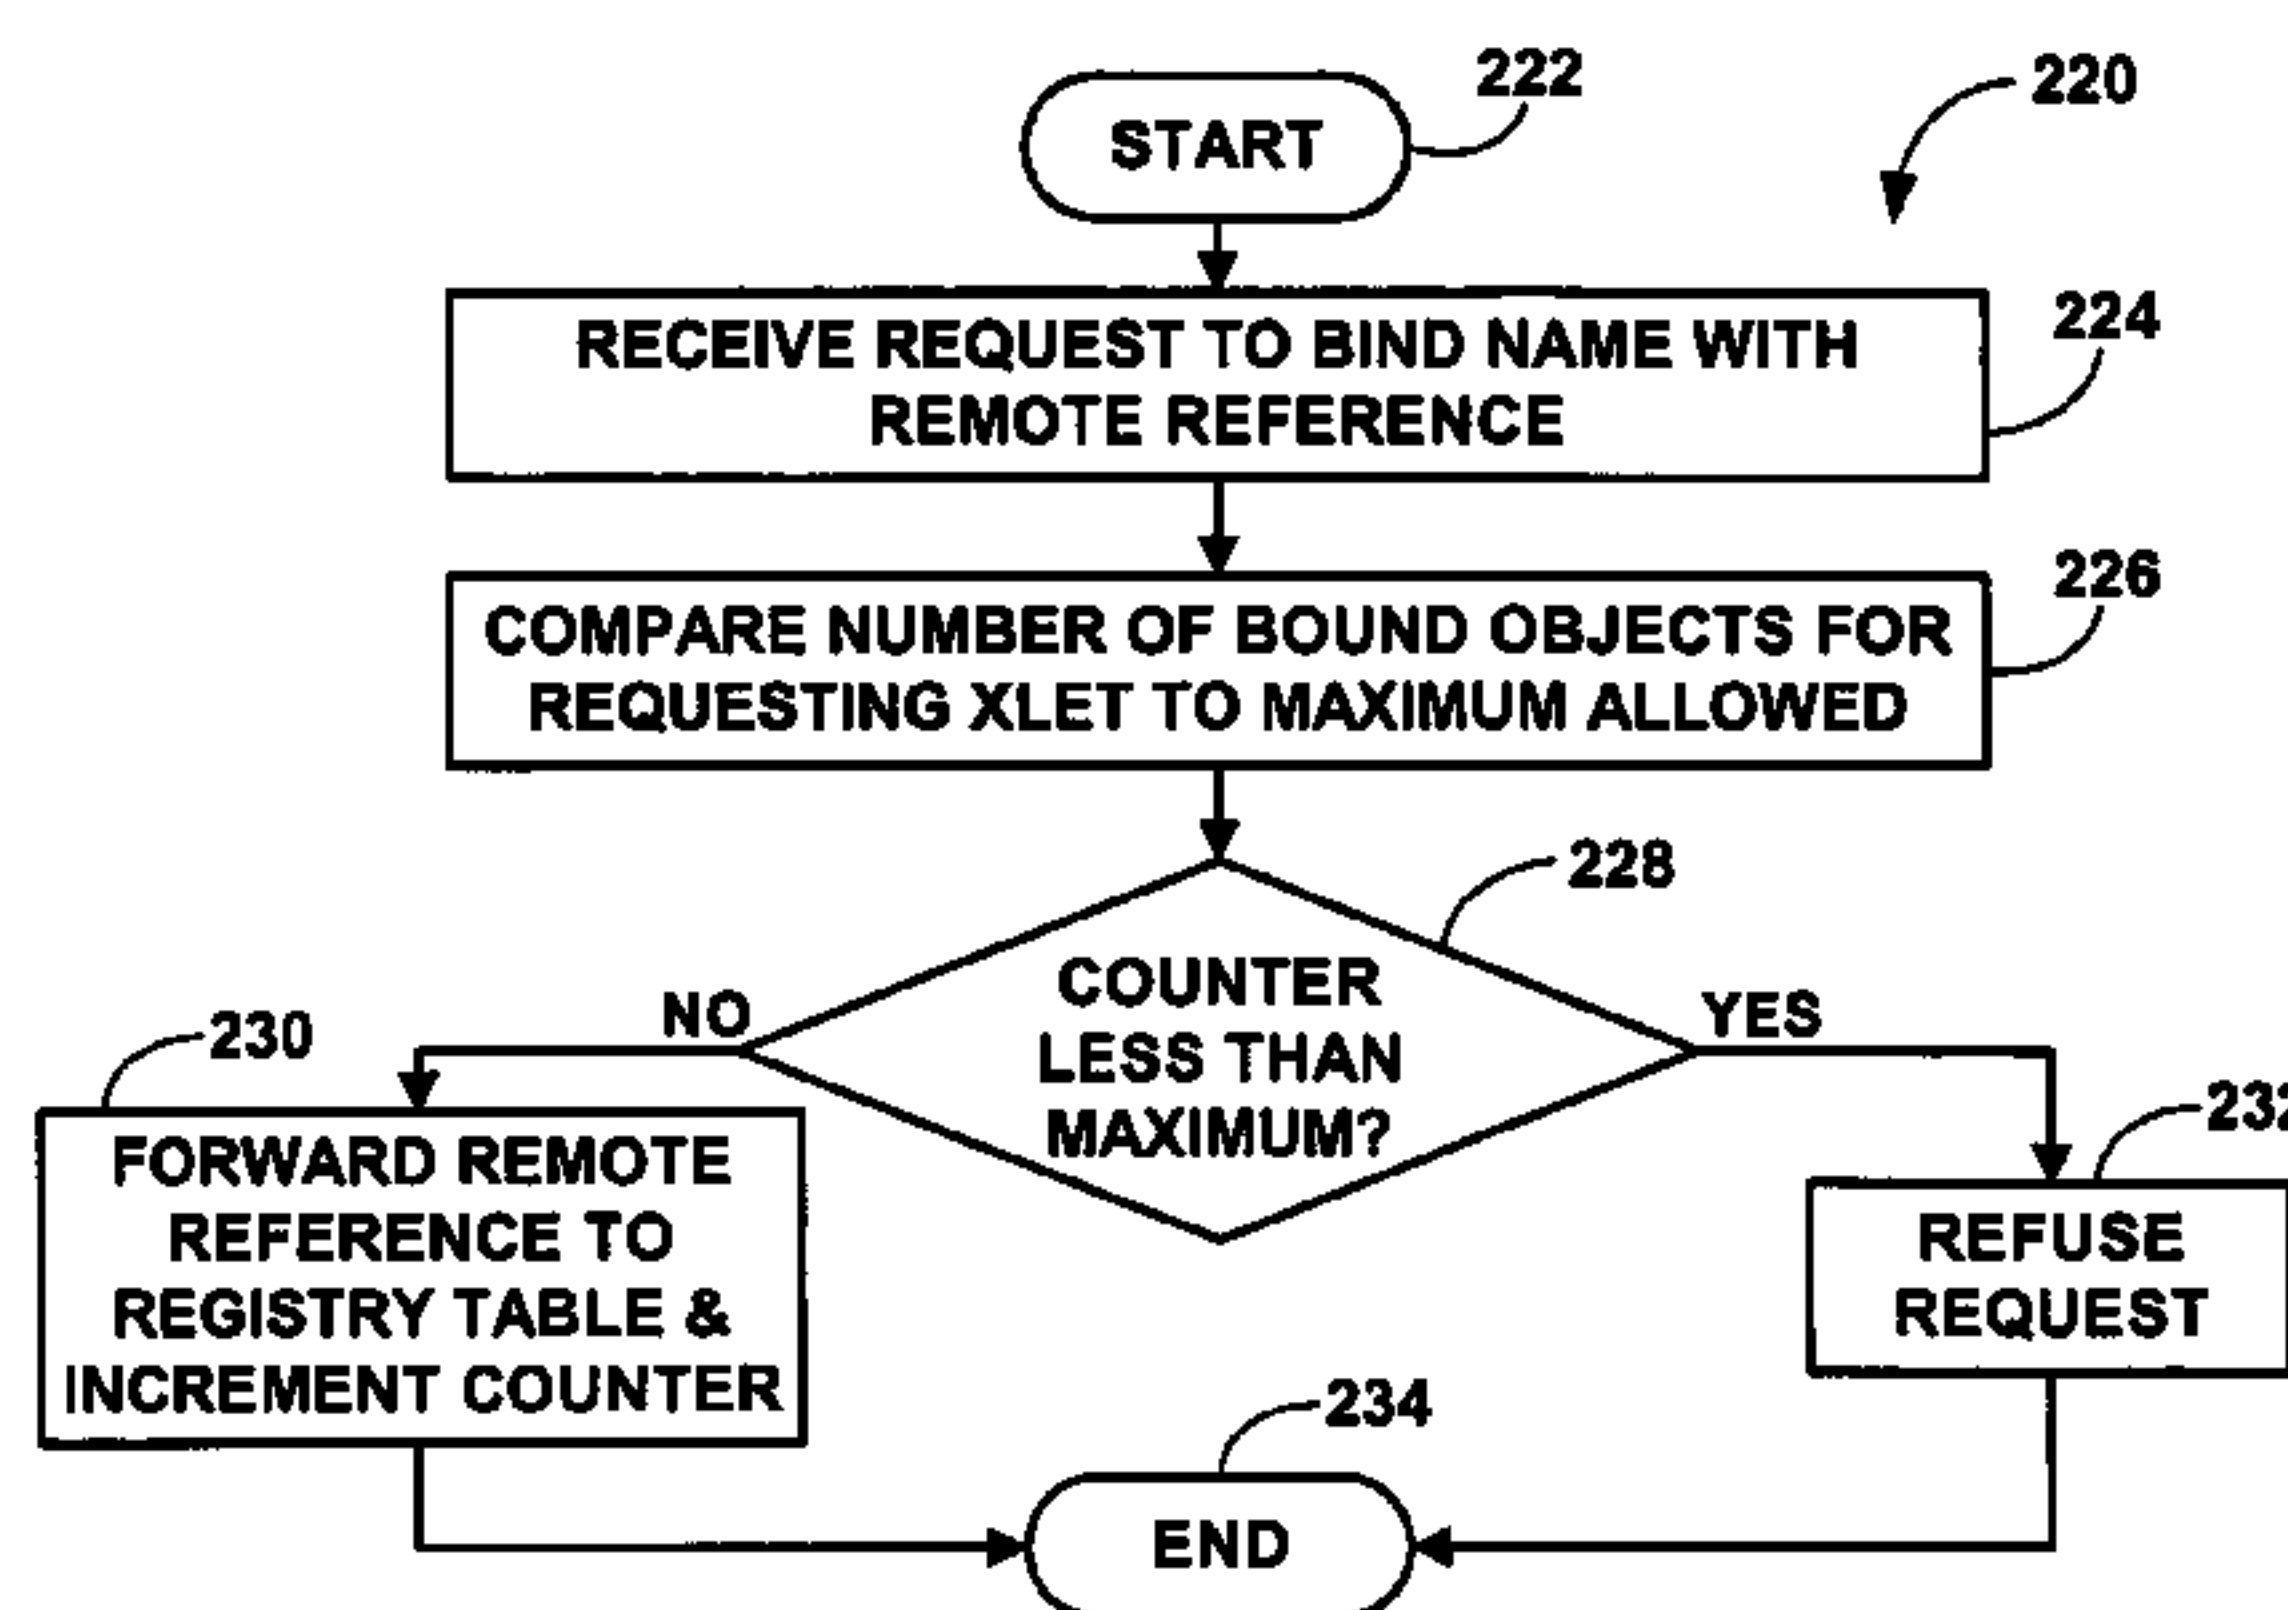 START
222
220
RECEIVE REQUEST TO BIND NAME WITH
REMOTE REFERENCE
224
COMPARE NUMBER OF BOUND OBJECTS FOR
REQUESTING XLET TO MAXIMUM ALLOWED
226
228
COUNTER
LESS THAN
MAXIMUM?
NO
YES
230
FORWARD REMOTE
REFERENCE TO
REGISTRY TABLE &
INCREMENT COUNTER
232
REFUSE
REQUEST
234
END